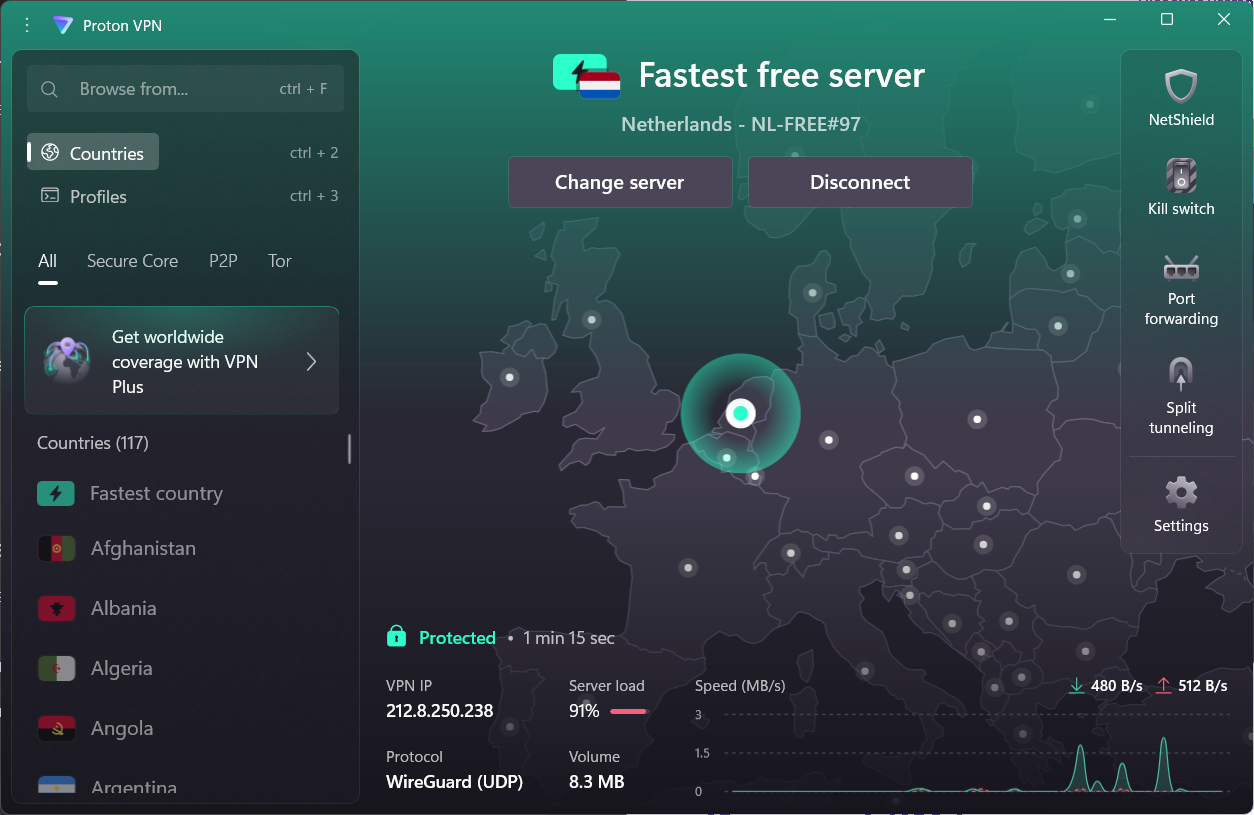 Proton VPN
Browse from...
ctrl + F
Countries
ctrl + 2
Profiles
ctrl + 3
All
Secure Core
P2P
Tor
Get worldwide
coverage with VPN
Plus
Countries (117)
Fastest country
Afghanistan
Albania
Algeria
Angola
Argentina
Fastest free server
Netherlands - NL-FREE#97
Change server
Disconnect
Protected • 1 min 15 sec
VPN IP
212.8.250.238
Server load
91%
Protocol
WireGuard (UDP)
Volume
8.3 MB
Speed (MB/s)
480 B/s
512 B/s
3
1.5
0
NetShield
Kill switch
Port
forwarding
Split
tunneling
Settings